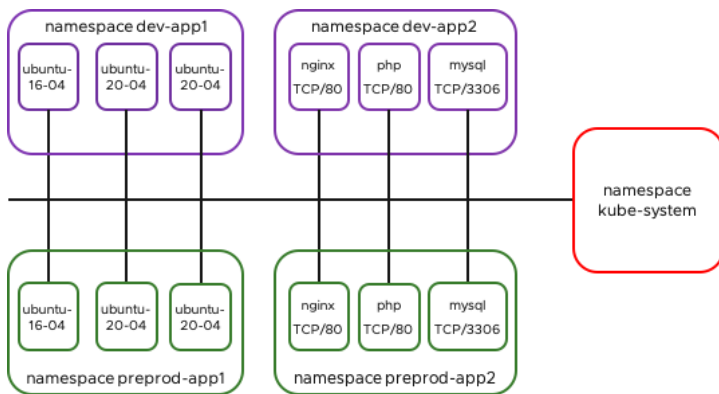 namespace dev-app1
ubuntu-
16-04
ubuntu-
20-04
ubuntu-
20-04
namespace dev-app2
nginx
TCP/80
php
TCP/80
mysql
TCP/3306
namespace
kube-system
ubuntu-
16-04
ubuntu-
20-04
ubuntu-
20-04
namespace preprod-app1
nginx
TCP/80
php
TCP/80
mysql
TCP/3306
namespace preprod-app2